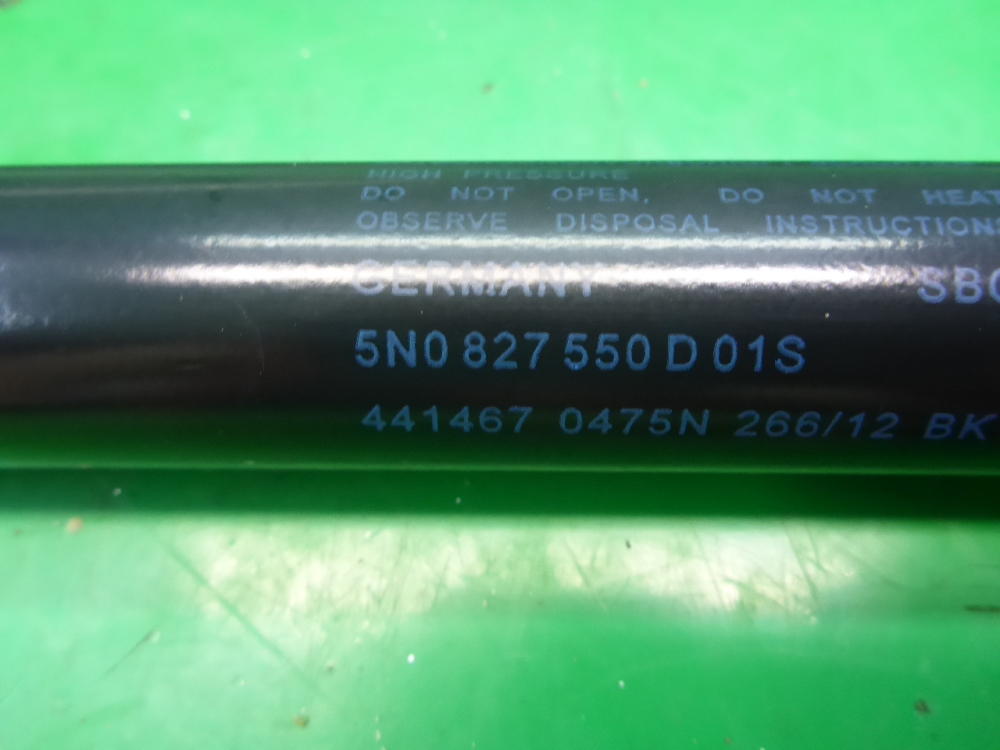 HIGH PRESSURE
DO NOT OPEN, DO NOT HEAT
OBSERVE DISPOSAL INSTRUCTIONS
GERMANY SBC
5N0 827 550 D 01S
441467 0475N 266/12 BK